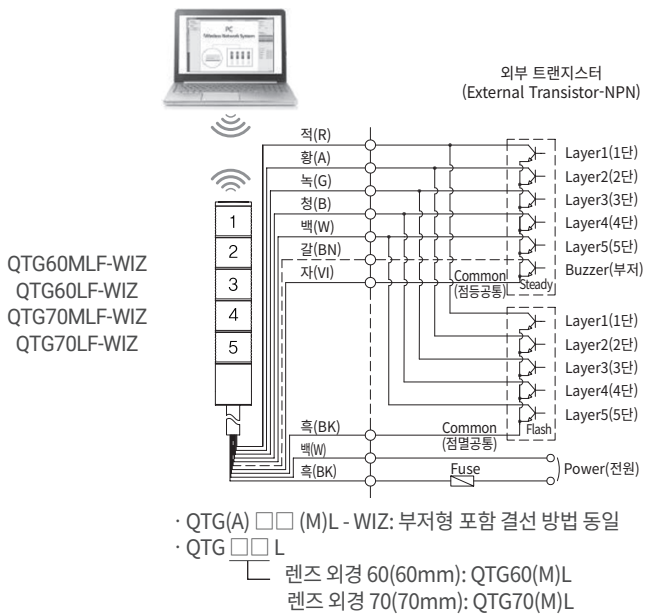 PC
Wireless Network System
외부 트랜지스터
(External Transistor-NPN)
적(R)
황(A)
녹(G)
청(B)
백(W)
갈(BN)
자(VI)
Common
(점등공통)
Steady
Layer1(1단)
Layer2(2단)
Layer3(3단)
Layer4(4단)
Layer5(5단)
Buzzer(부저)
1
2
3
4
5
QTG60MLF-WIZ
QTG60LF-WIZ
QTG70MLF-WIZ
QTG70LF-WIZ
Layer1(1단)
Layer2(2단)
Layer3(3단)
Layer4(4단)
Layer5(5단)
Flash
흑(BK)
Common
(점멸공통)
백(W)
흑(BK)
Fuse
Power(전원)
· QTG(A) □□ (M)L - WIZ: 부저형 포함 결선 방법 동일
· QTG □□ L
렌즈 외경 60(60mm): QTG60(M)L
렌즈 외경 70(70mm): QTG70(M)L